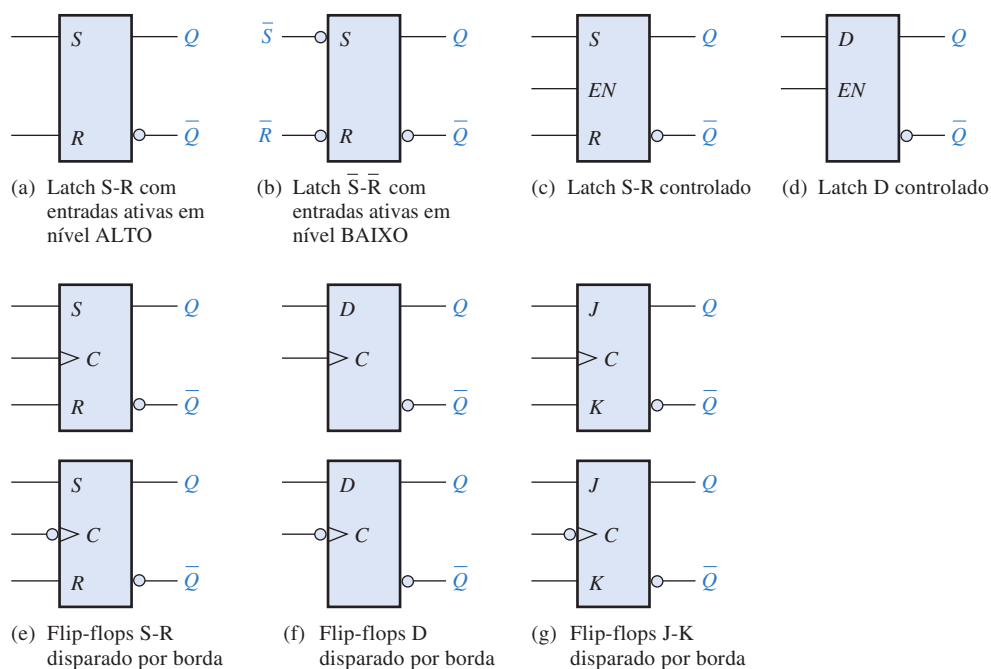 S Q
R Q̅
S̅ S Q
R̅ R Q̅
S Q
EN
R Q̅
D Q
EN
Q̅
(a) Latch S-R com
entradas ativas em
nível ALTO
(b) Latch S̅-R̅ com
entradas ativas em
nível BAIXO
(c) Latch S-R controlado
(d) Latch D controlado
S Q
C
R Q̅
D Q
C
Q̅
J Q
C
K Q̅
S Q
C
R Q̅
D Q
C
Q̅
J Q
C
K Q̅
(e) Flip-flops S-R
disparado por borda
(f) Flip-flops D
disparado por borda
(g) Flip-flops J-K
disparado por borda